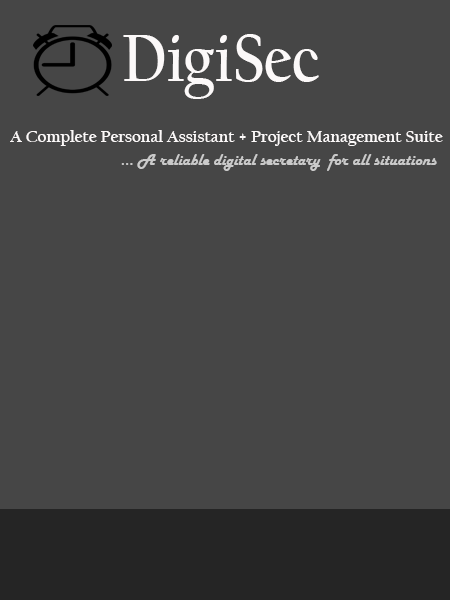 DigiSec
A Complete Personal Assistant + Project Management Suite
... A reliable digital secretary for all situations